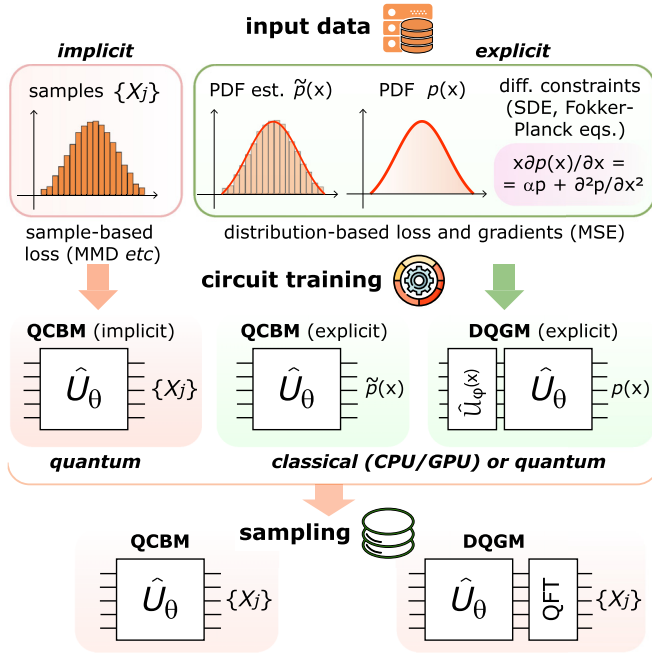 input data
implicit
explicit
samples {Xj}
PDF est. p̃(x)
PDF p(x)
diff. constraints
(SDE, Fokker-
Planck eqs.)
x∂p(x)/∂x =
= αp + ∂²p/∂x²
sample-based
loss (MMD etc)
distribution-based loss and gradients (MSE)
circuit training
QCBM (implicit)
QCBM (explicit)
DQGM (explicit)
Ûθ
{Xj}
Ûθ
p̃(x)
Ûφ(x)
Ûθ
p(x)
quantum
classical (CPU/GPU) or quantum
sampling
QCBM
DQGM
Ûθ
{Xj}
Ûθ
QFT
{Xj}